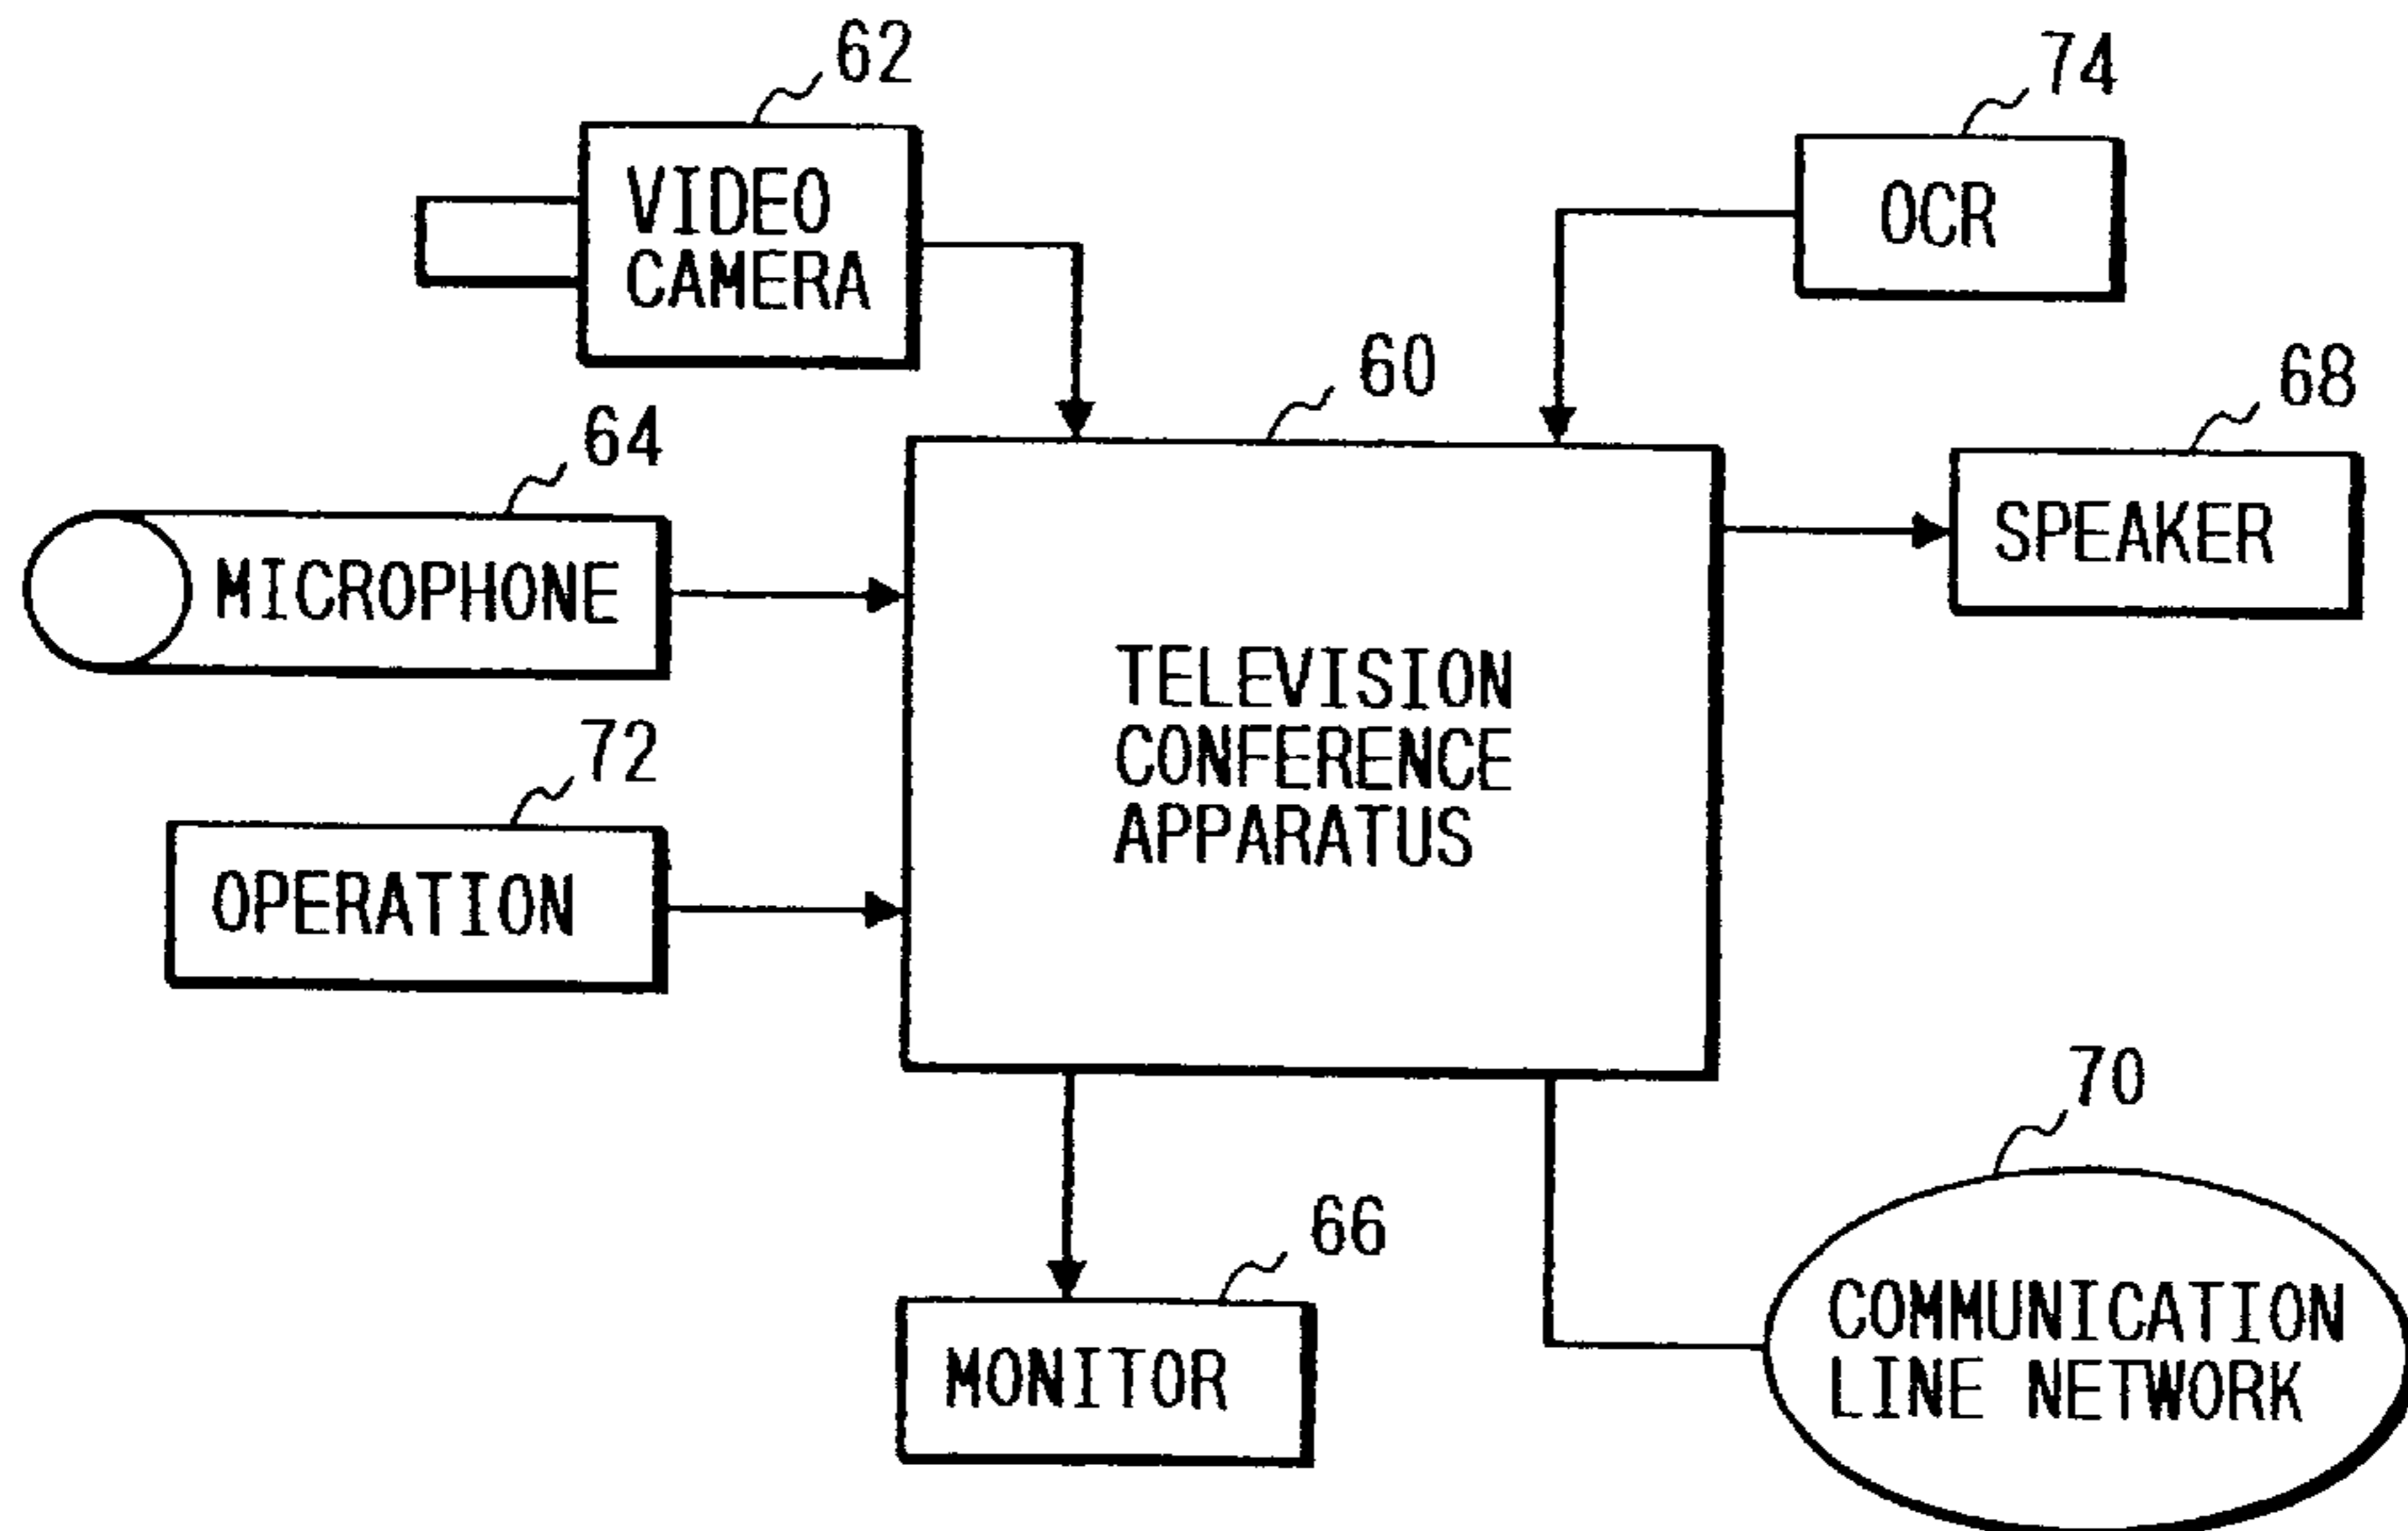 62
VIDEO
CAMERA
74
OCR
60
68
SPEAKER
64
MICROPHONE
TELEVISION
CONFERENCE
APPARATUS
72
OPERATION
70
COMMUNICATION
LINE NETWORK
66
MONITOR